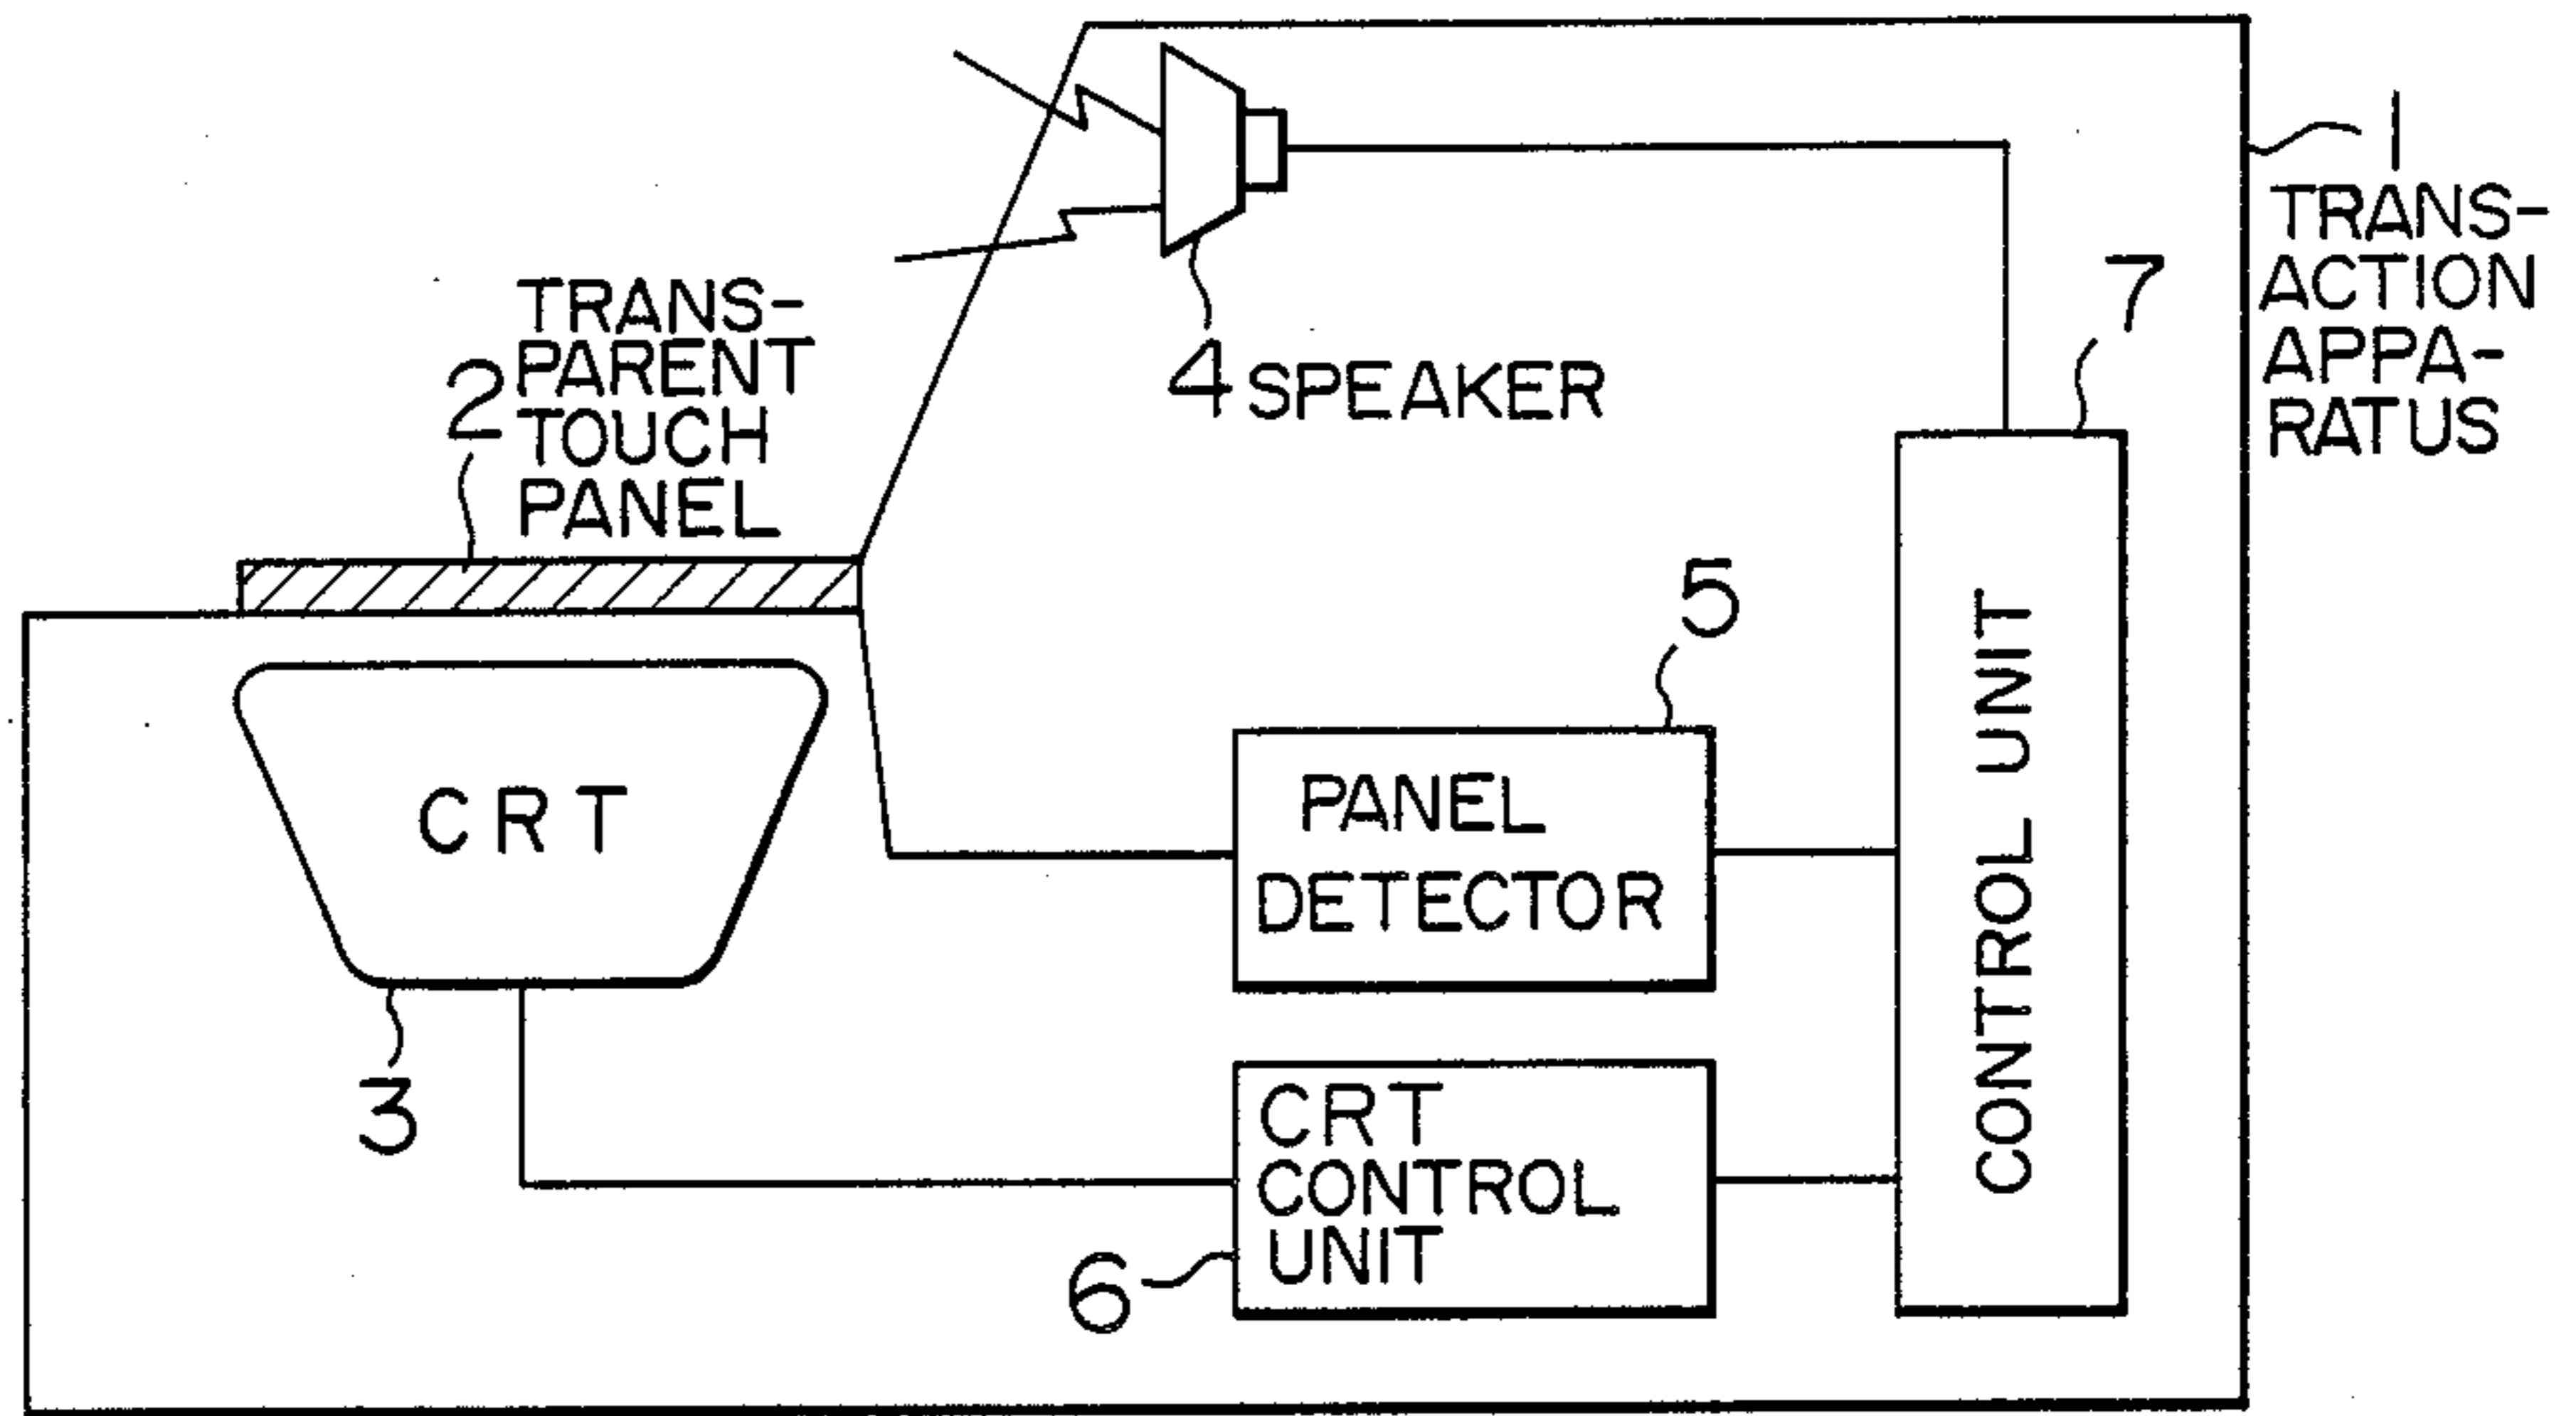 1
TRANS-
ACTION
APPA-
RATUS
2
TRANS-
PARENT
TOUCH
PANEL
4 SPEAKER
7
5
CRT
3
PANEL
DETECTOR
CRT
CONTROL
UNIT
6
CONTROL UNIT